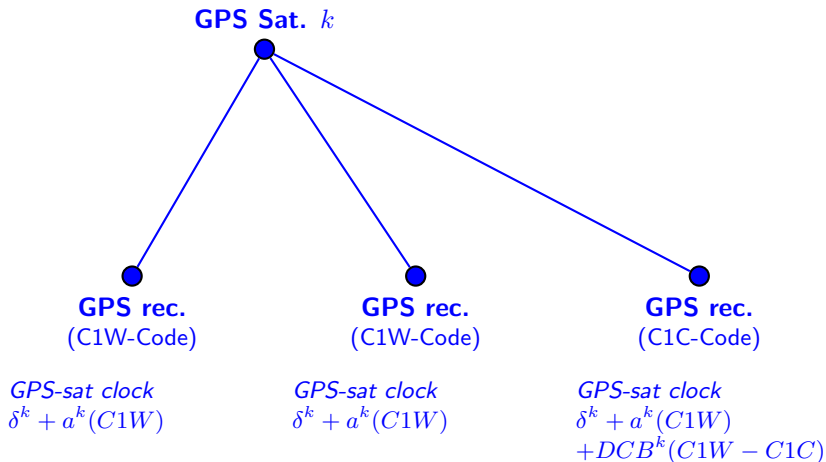 GPS Sat. k
GPS rec. GPS rec. GPS rec.
(C1W-Code) (C1W-Code) (C1C-Code)
GPS-sat clock GPS-sat clock GPS-sat clock
δ^k + a^k(C1W) δ^k + a^k(C1W) δ^k + a^k(C1W)
+DCB^k(C1W − C1C)